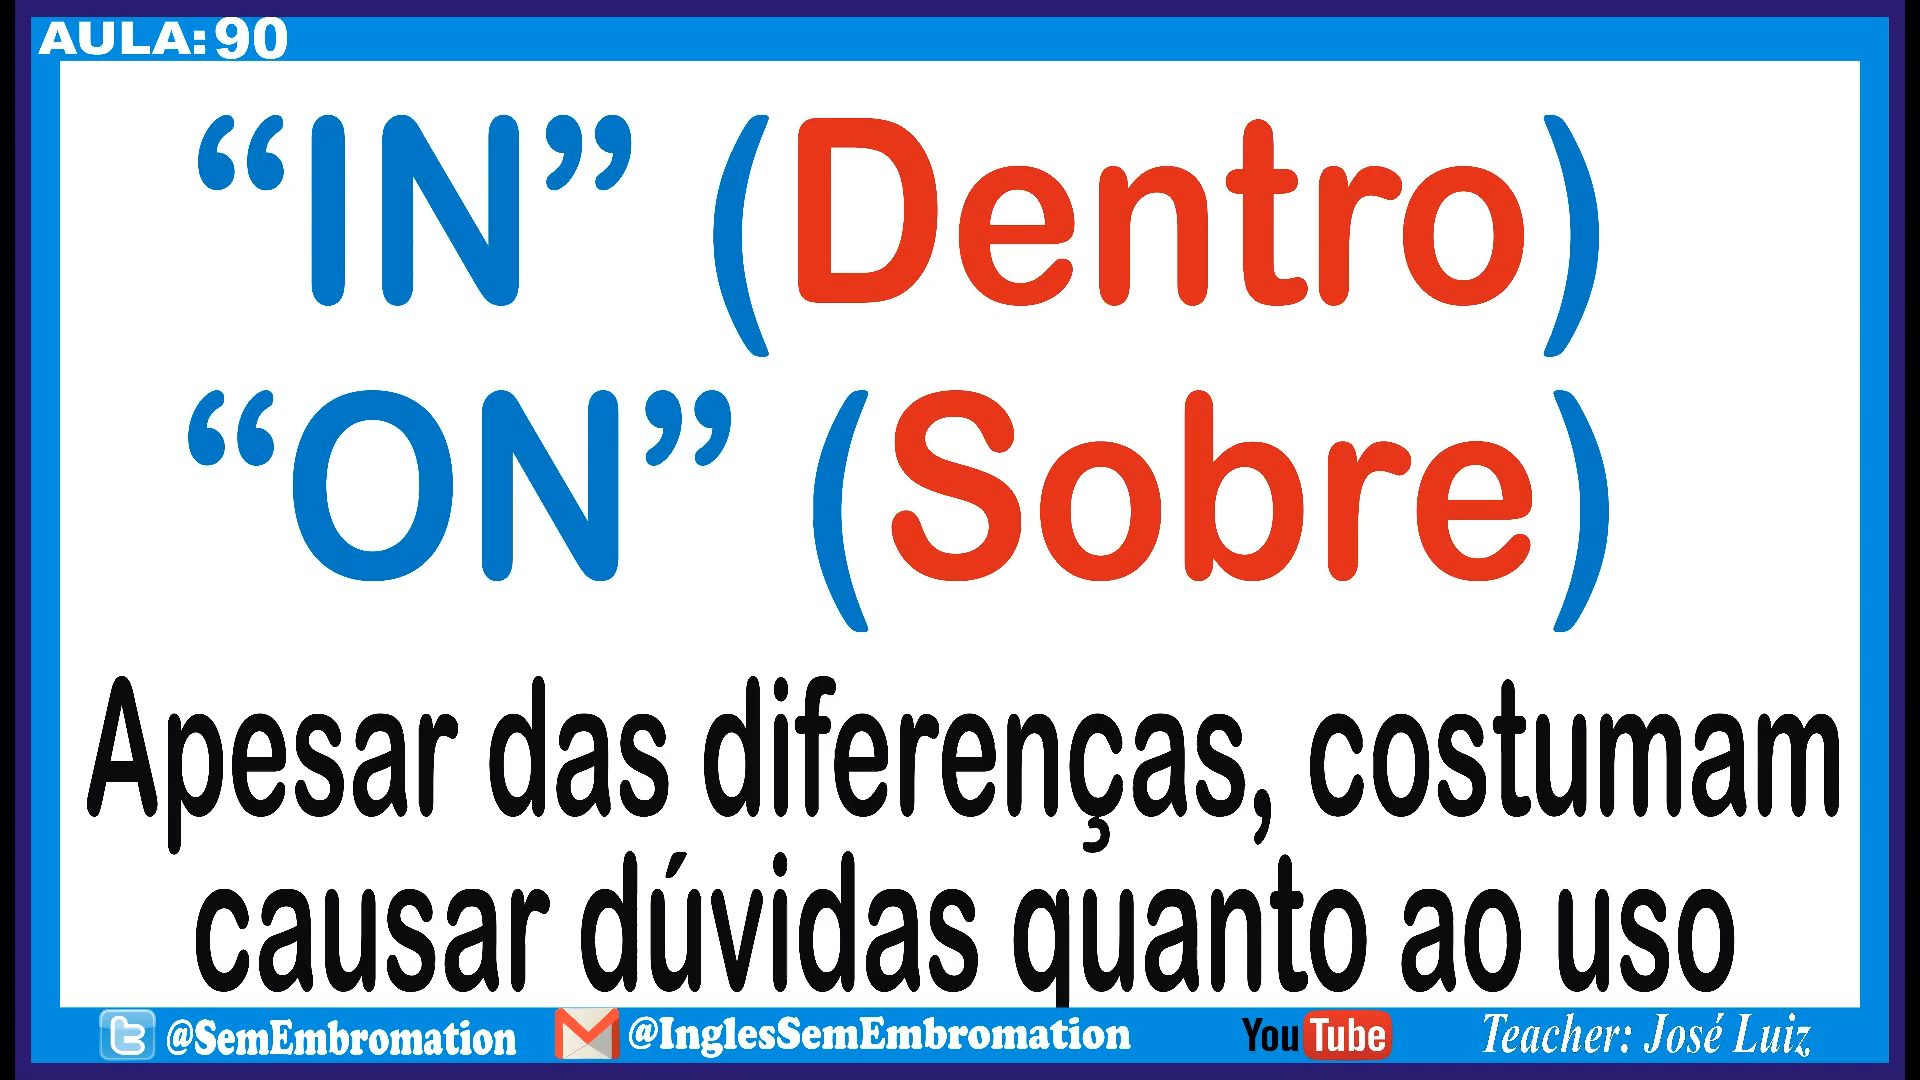 AULA: 90
“IN” (Dentro)
“ON” (Sobre)
Apesar das diferenças, costumam
causar dúvidas quanto ao uso
@SemEmbromation @InglesSemEmbromation YouTube Teacher: José Luiz